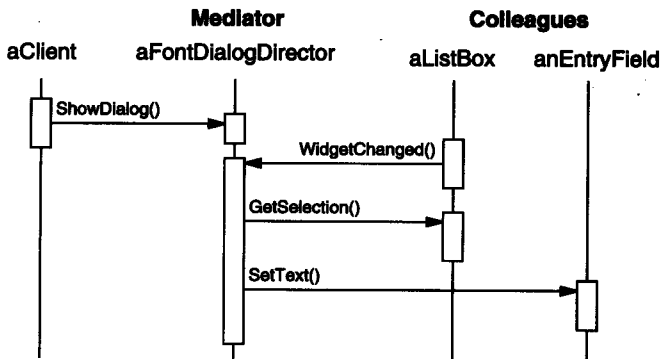 Mediator Colleagues
aClient aFontDialogDirector aListBox anEntryField
ShowDialog()
WidgetChanged()
GetSelection()
SetText()